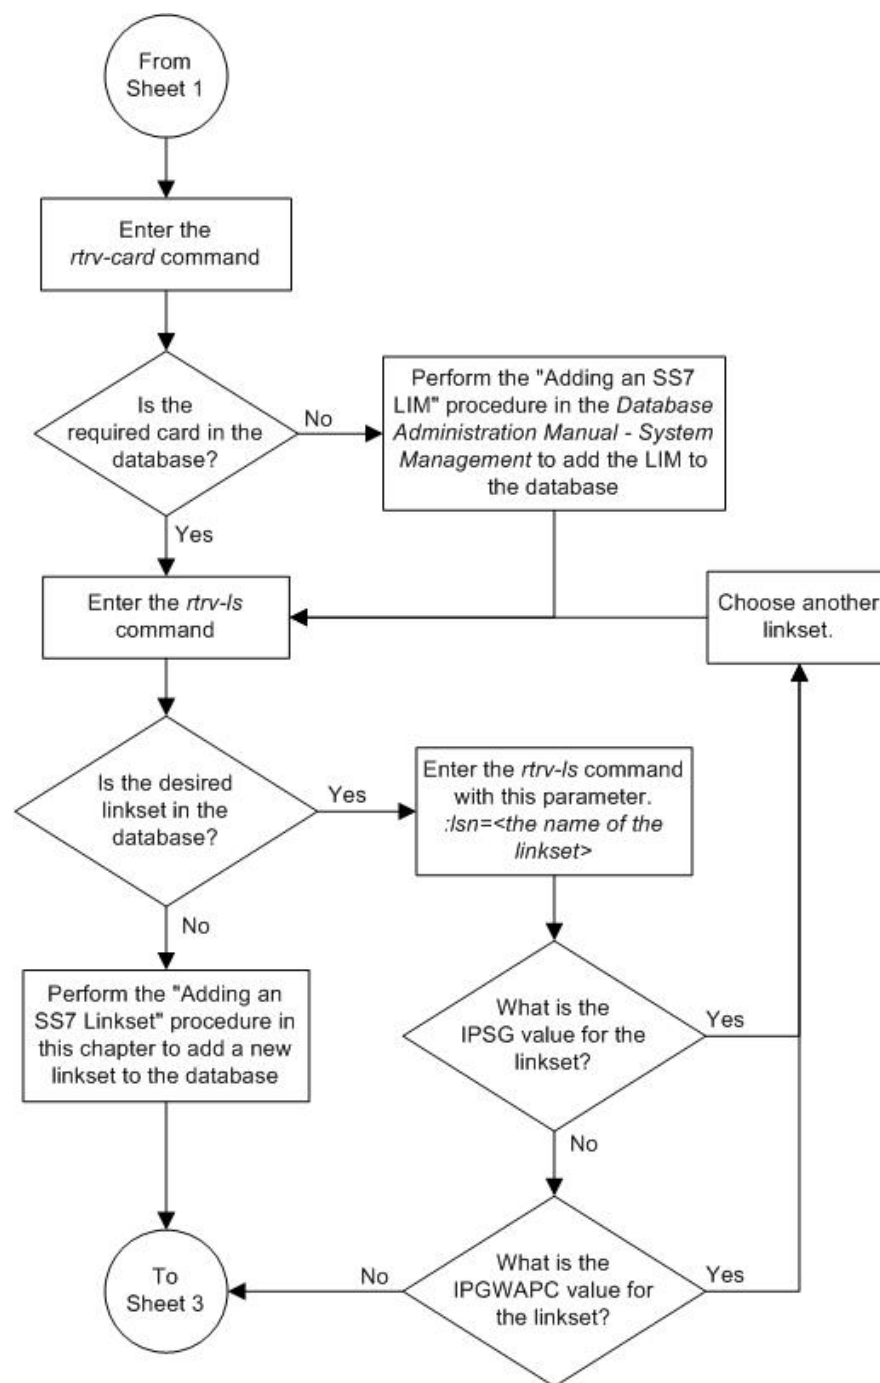 From
Sheet 1
Enter the
rtrv-card command
Is the
required card in the
database?
No
Perform the "Adding an SS7
LIM" procedure in the Database
Administration Manual - System
Management to add the LIM to
the database
Yes
Enter the rtrv-ls
command
Choose another
linkset.
Is the desired
linkset in the
database?
Yes
Enter the rtrv-ls command
with this parameter.
:lsn=<the name of the
linkset>
No
Perform the "Adding an
SS7 Linkset" procedure in
this chapter to add a new
linkset to the database
What is the
IPSG value for the
linkset?
Yes
No
What is the
IPGWAPC value for
the linkset?
Yes
No
To
Sheet 3